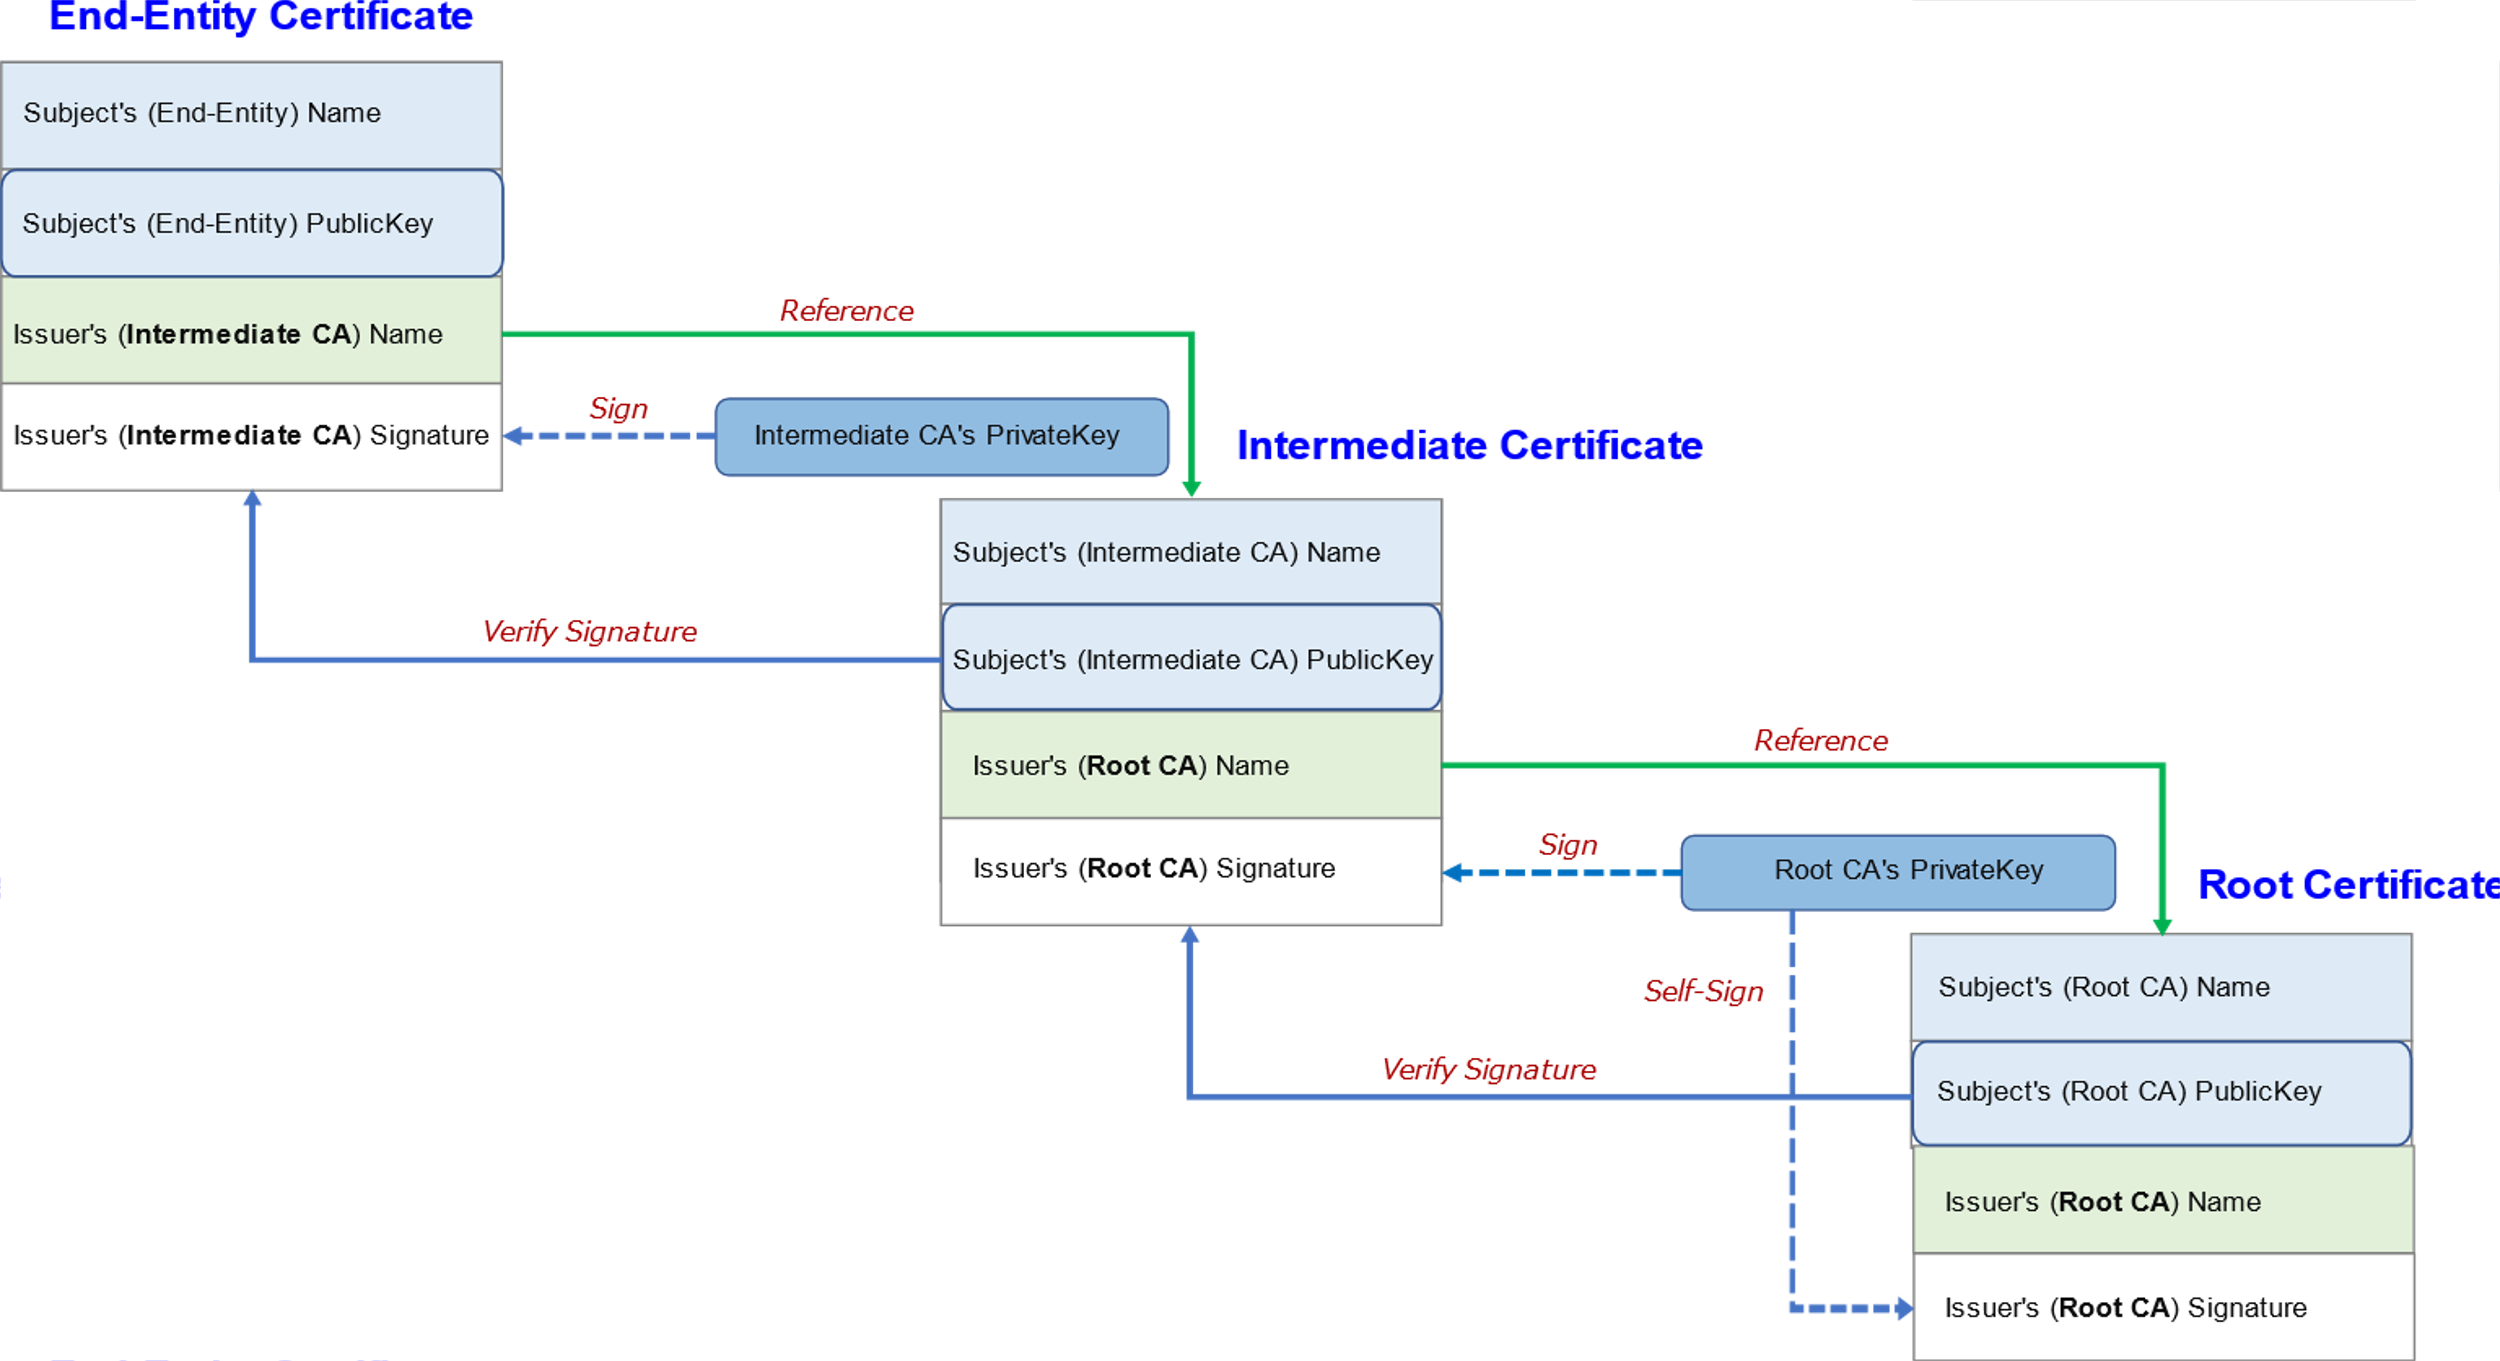 End-Entity Certificate
Subject's (End-Entity) Name
Subject's (End-Entity) PublicKey
Issuer's (Intermediate CA) Name
Reference
Issuer's (Intermediate CA) Signature
Sign
Intermediate CA's PrivateKey
Intermediate Certificate
Subject's (Intermediate CA) Name
Verify Signature
Subject's (Intermediate CA) PublicKey
Issuer's (Root CA) Name
Reference
Issuer's (Root CA) Signature
Sign
Root CA's PrivateKey
Root Certificate
Self-Sign
Subject's (Root CA) Name
Verify Signature
Subject's (Root CA) PublicKey
Issuer's (Root CA) Name
Issuer's (Root CA) Signature